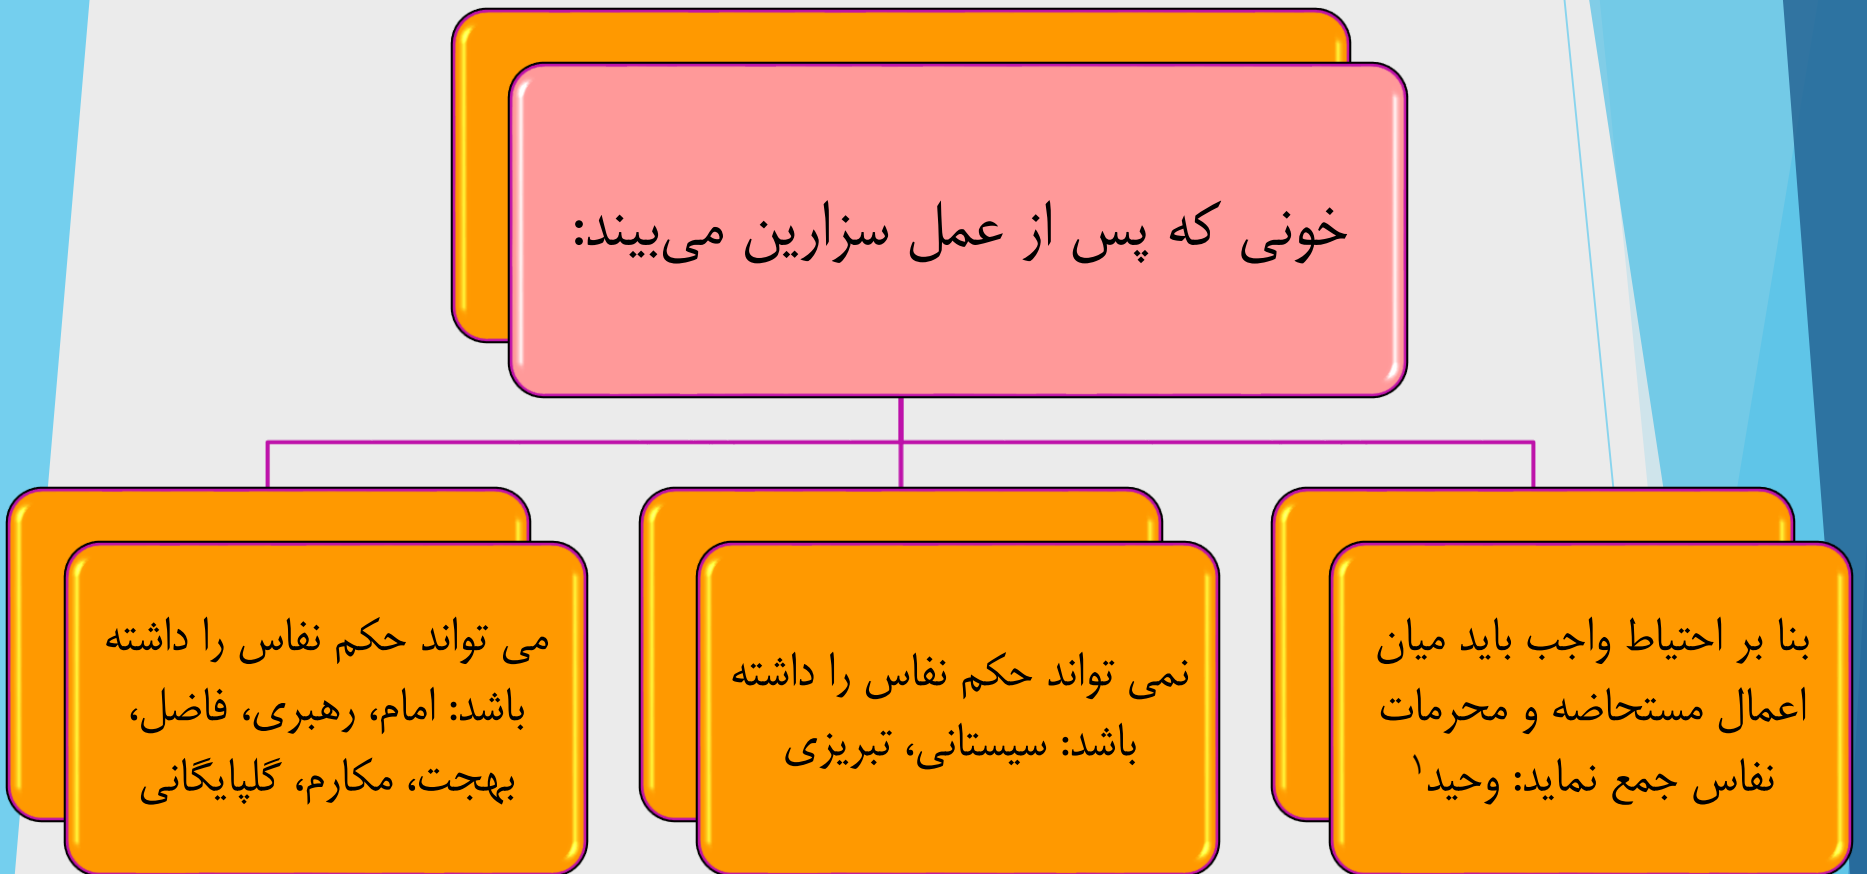 خونی که پس از عمل سزارین می‌بیند:
بنا بر احتیاط واجب باید میان
اعمال مستحاضه و محرمات
نفاس جمع نماید: وحید۱
نمی تواند حکم نفاس را داشته
باشد: سیستانی، تبریزی
می تواند حکم نفاس را داشته
باشد: امام، رهبری، فاضل،
بهجت، مکارم، گلپایگانی